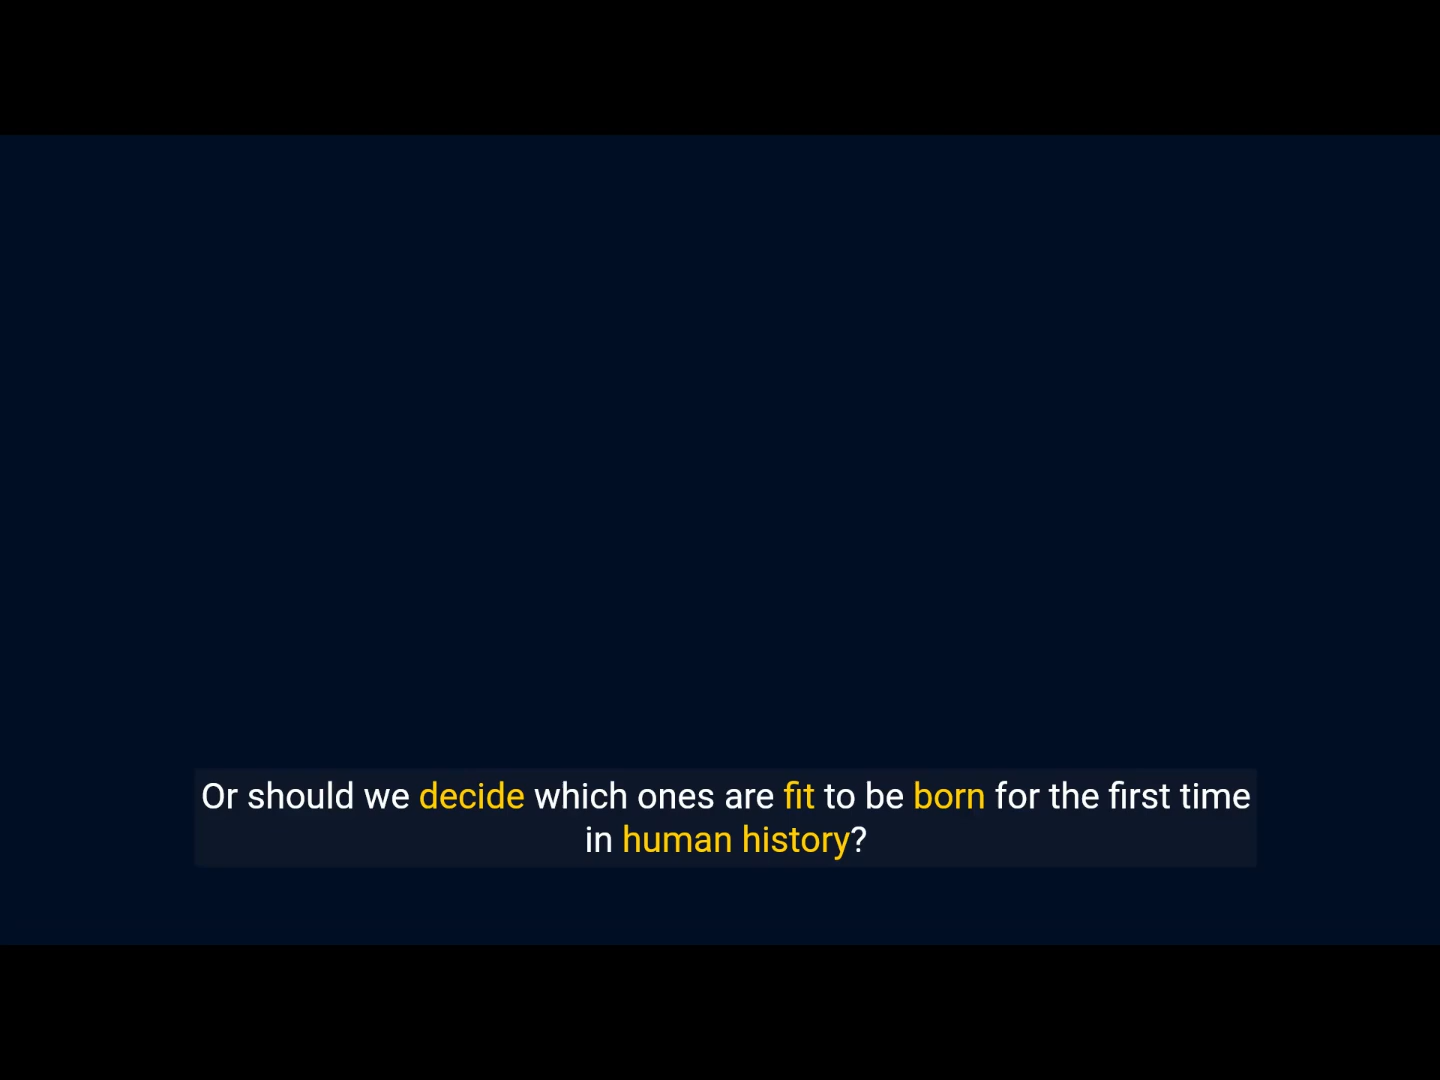 Or should we decide which ones are fit to be born for the first time
in human history?